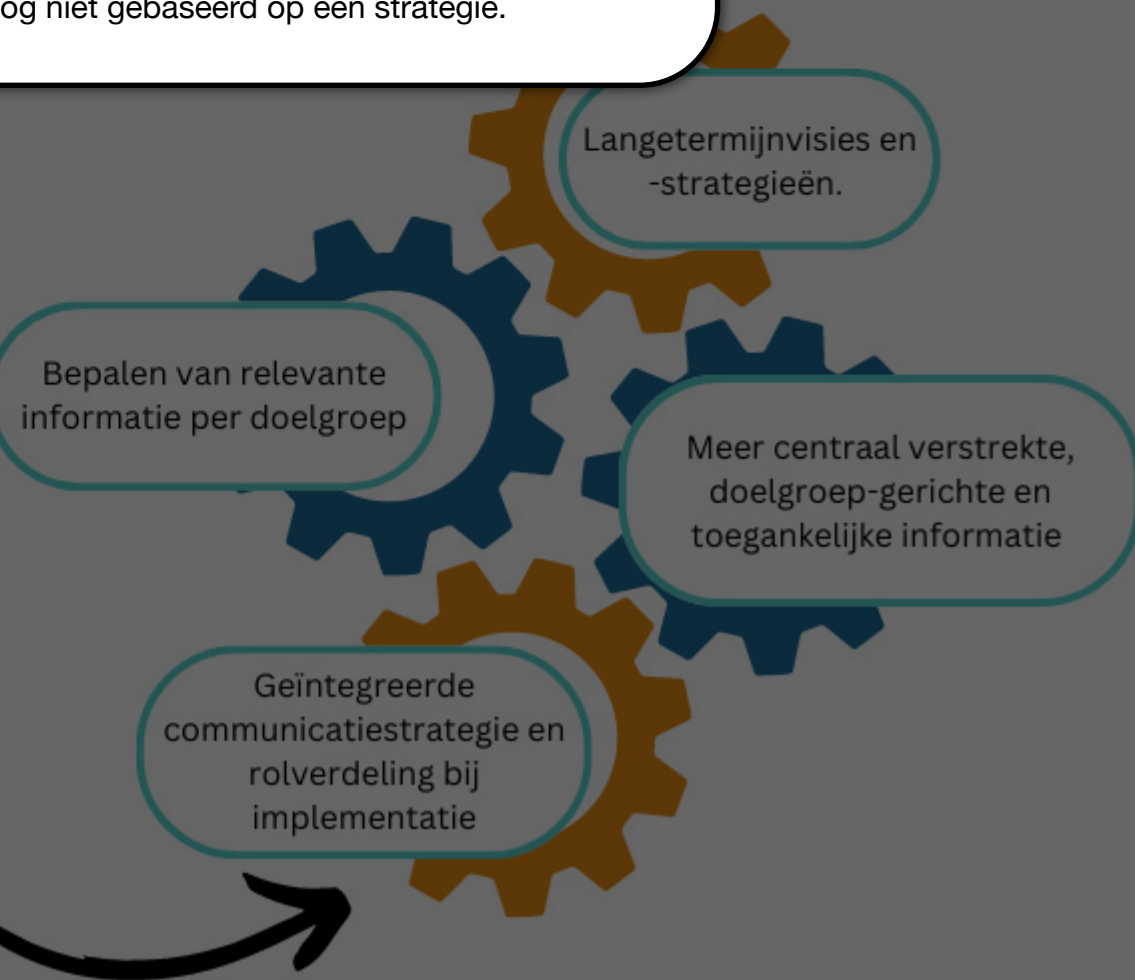 og niet gebaseerd op een strategie.
Langetermijnvisies en
-strategieën.
Bepalen van relevante
informatie per doelgroep
Meer centraal verstrekte,
doelgroep-gerichte en
toegankelijke informatie
Geïntegreerde
communicatiestrategie en
rolverdeling bij
implementatie